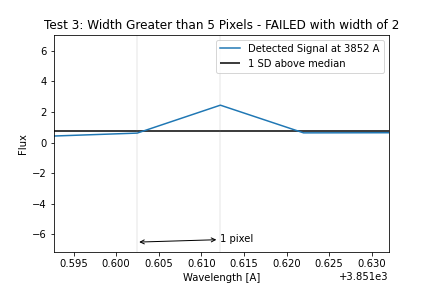 Test 3: Width Greater than 5 Pixels - FAILED with width of 2
Detected Signal at 3852 A
1 SD above median
Flux
6
4
2
0
−2
−4
−6
1 pixel
0.595 0.600 0.605 0.610 0.615 0.620 0.625 0.630
Wavelength [A]
+3.851e3